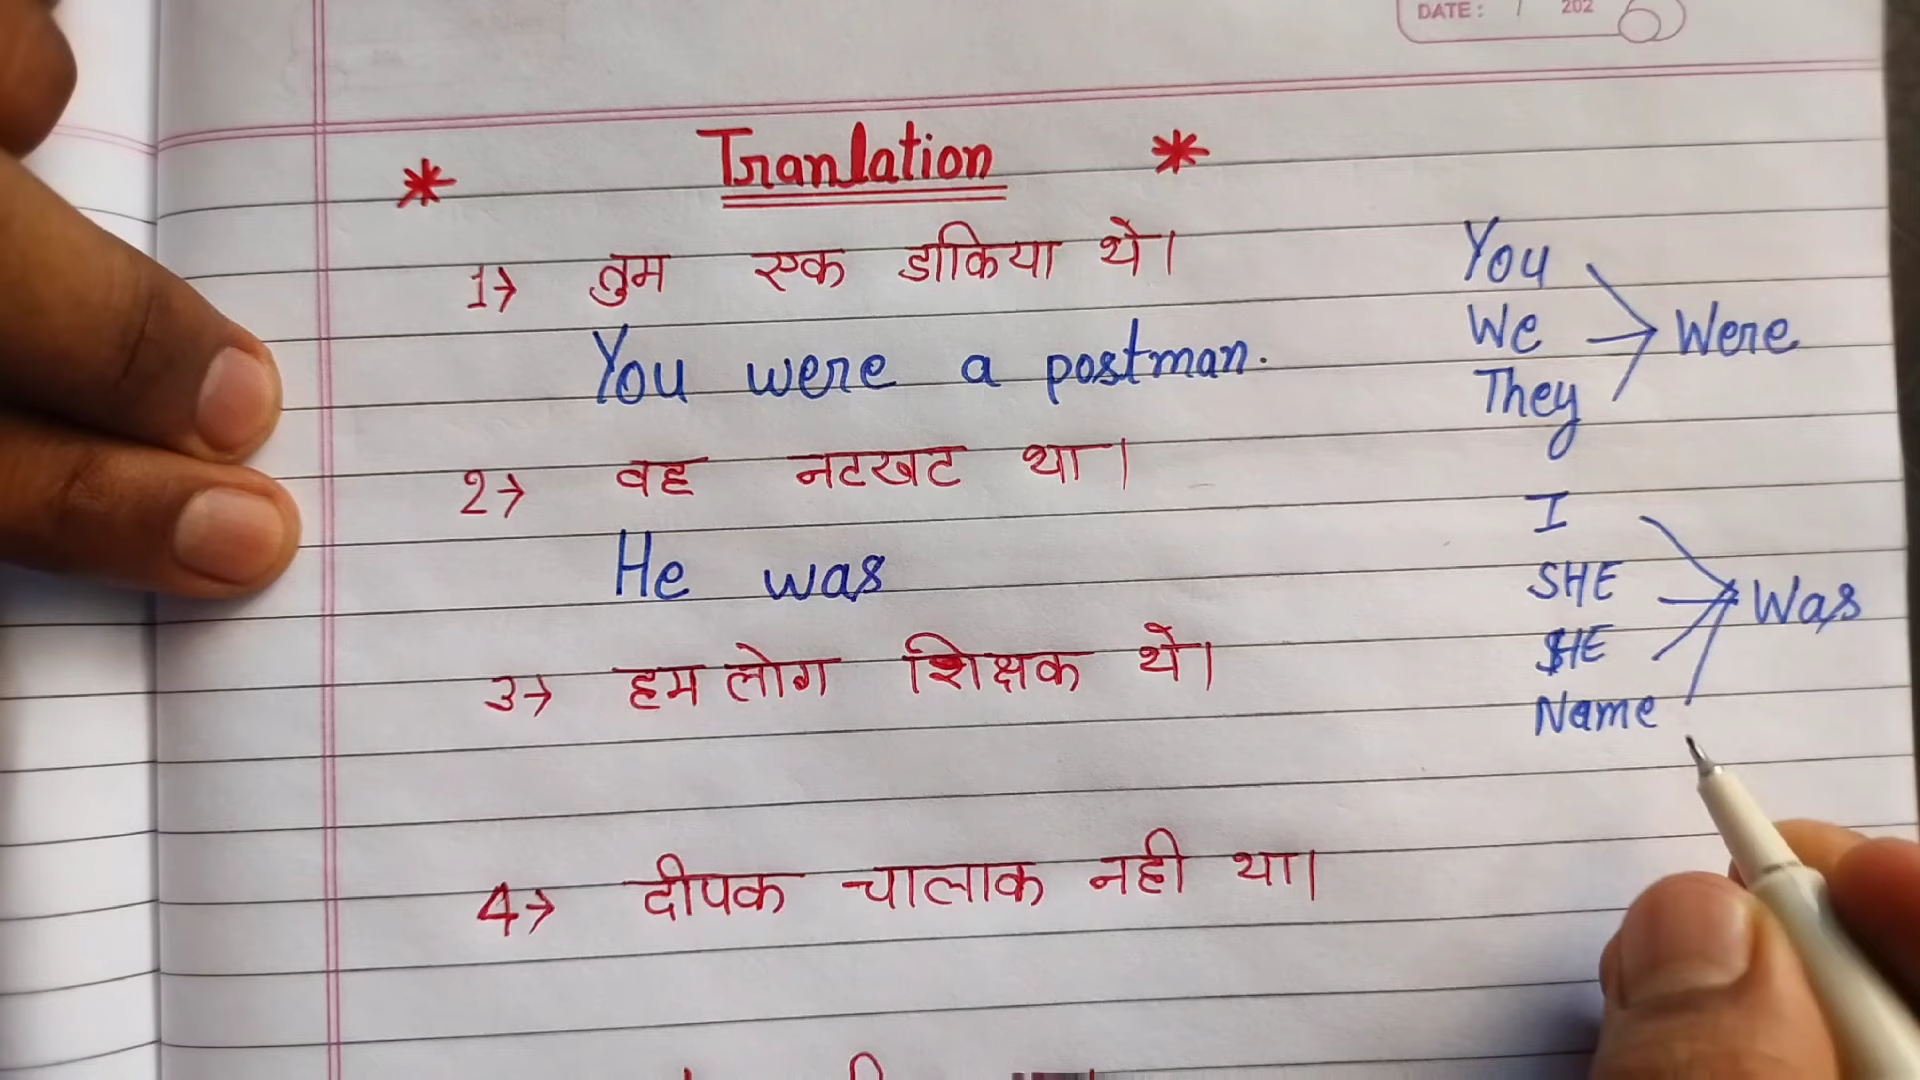 DATE: / 202
* Tranlation *
1→ तुम एक डाकिया थे।
You were a postman.
2→ वह नटखट था।
He was
3→ हम लोग शिक्षक थे।
4→ दीपक चालाक नही था।
You
We
They
Were
I
SHE
HE
Name
Was